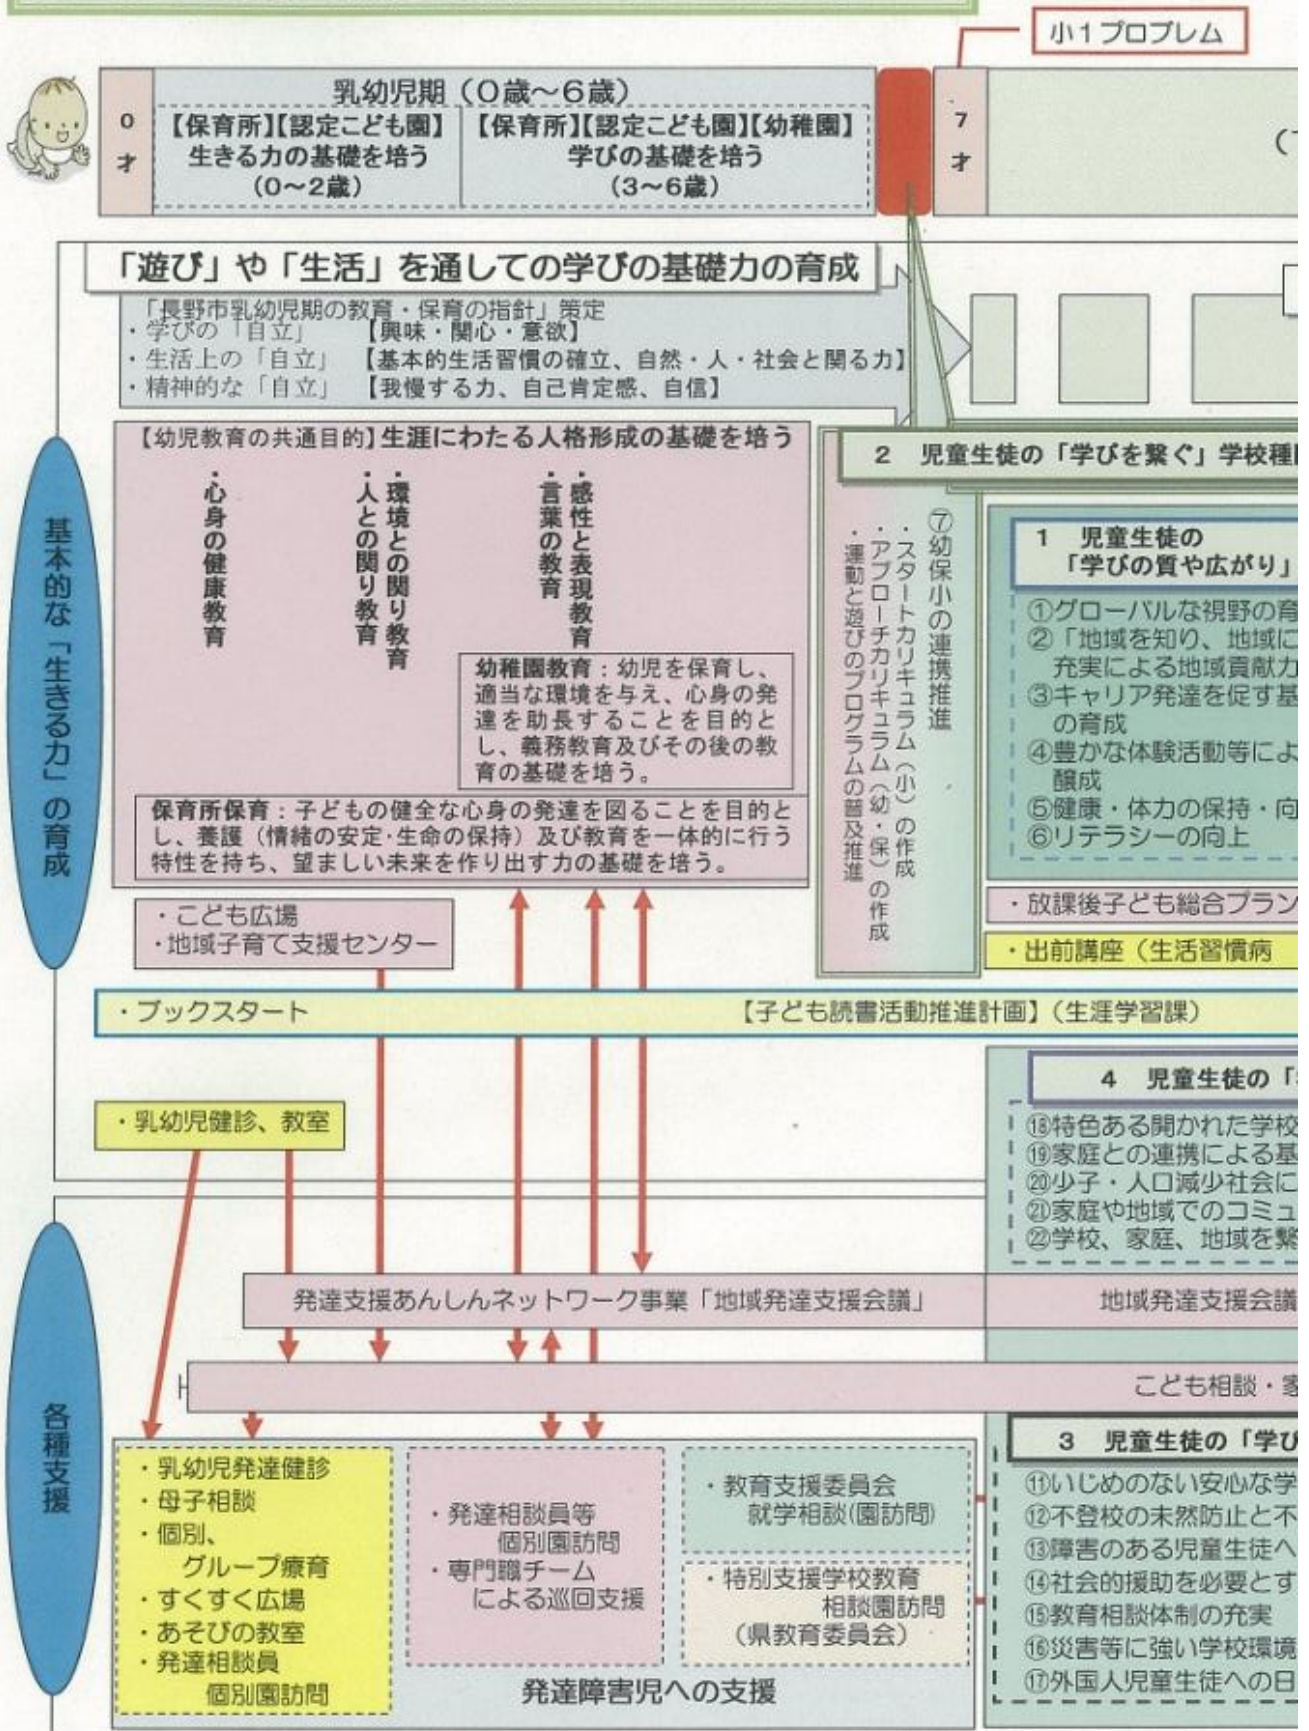 小1プロブレム
乳幼児期(0歳~6歳)
0才
【保育所】【認定こども園】
生きる力の基礎を培う
(0~2歳)
【保育所】【認定こども園】【幼稚園】
学びの基礎を培う
(3~6歳)
7才
「遊び」や「生活」を通しての学びの基礎力の育成
「長野市乳幼児期の教育・保育の指針」策定
・学びの「自立」 【興味・関心・意欲】
・生活上の「自立」 【基本的生活習慣の確立、自然・人・社会と関る力】
・精神的な「自立」 【我慢する力、自己肯定感、自信】
基本的な「生きる力」の育成
【幼児教育の共通目的】生涯にわたる人格形成の基礎を培う
・心身の健康教育
・環境との関り教育
・人との関り教育
・感性と表現教育
・言葉の教育
幼稚園教育:幼児を保育し、
適当な環境を与え、心身の発
達を助長することを目的と
し、義務教育及びその後の教
育の基礎を培う。
保育所保育:子どもの健全な心身の発達を図ることを目的と
し、養護(情緒の安定・生命の保持)及び教育を一体的に行う
特性を持ち、望ましい未来を作り出す力の基礎を培う。
2 児童生徒の「学びを繋ぐ」学校種
⑦幼保小の連携推進
・スタートカリキュラム(小)の作成
・アプローチカリキュラム(幼・保)の作成
・運動と遊びのプログラムの普及推進
1 児童生徒の
「学びの質や広がり」
①グローバルな視野の育
②「地域を知り、地域に
充実による地域貢献力
③キャリア発達を促す基
の育成
④豊かな体験活動等によ
醸成
⑤健康・体力の保持・向
⑥リテラシーの向上
・こども広場
・地域子育て支援センター
・放課後子ども総合プラン
・出前講座(生活習慣病
・ブックスタート 【子ども読書活動推進計画】(生涯学習課)
・乳幼児健診、教室
4 児童生徒の「
⑱特色ある開かれた学校
⑲家庭との連携による基
⑳少子・人口減少社会に
㉑家庭や地域でのコミュ
㉒学校、家庭、地域を繋
各種支援
発達支援あんしんネットワーク事業「地域発達支援会議」
地域発達支援会議
こども相談・
3 児童生徒の「学び
⑪いじめのない安心な学
⑫不登校の未然防止と不
⑬障害のある児童生徒へ
⑭社会的援助を必要とす
⑮教育相談体制の充実
⑯災害等に強い学校環境
⑰外国人児童生徒への日
・乳幼児発達健診
・母子相談
・個別、
グループ療育
・すくすく広場
・あそびの教室
・発達相談員
個別園訪問
・発達相談員等
個別園訪問
・専門職チーム
による巡回支援
・教育支援委員会
就学相談(園訪問)
・特別支援学校教育
相談園訪問
(県教育委員会)
発達障害児への支援